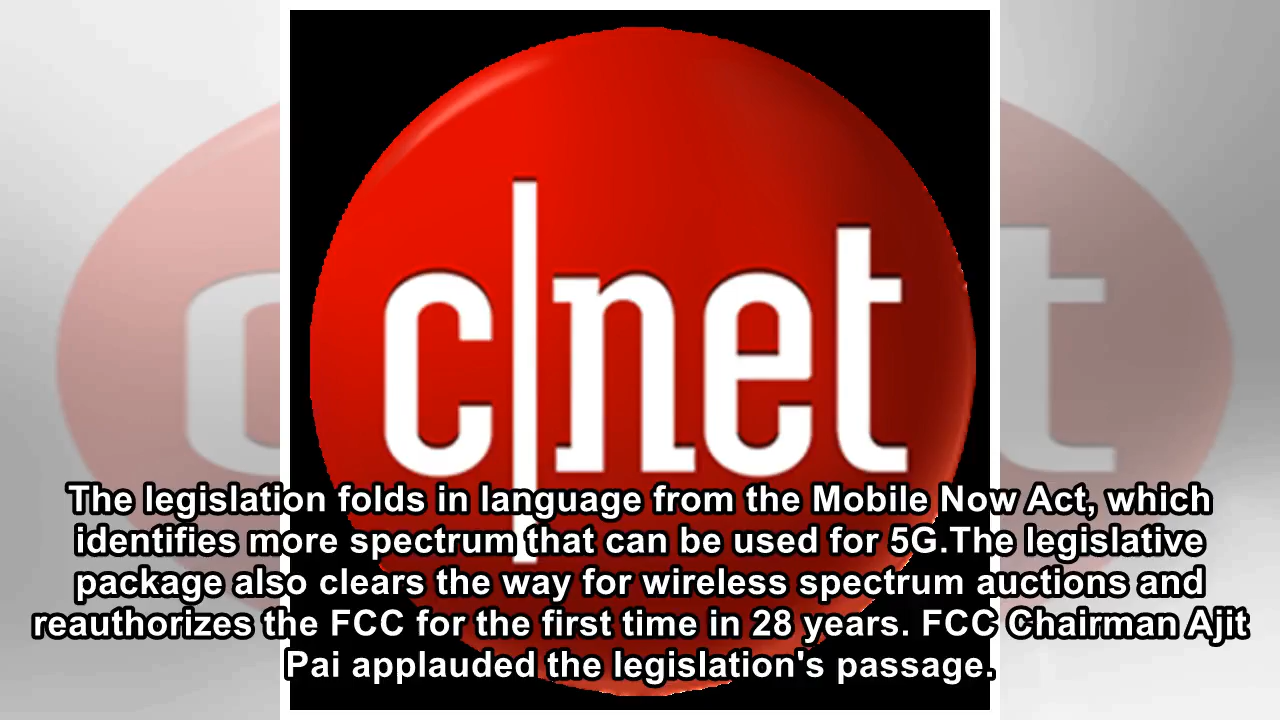 c|net
The legislation folds in language from the Mobile Now Act, which
identifies more spectrum that can be used for 5G.The legislative
package also clears the way for wireless spectrum auctions and
reauthorizes the FCC for the first time in 28 years. FCC Chairman Ajit
Pai applauded the legislation's passage.